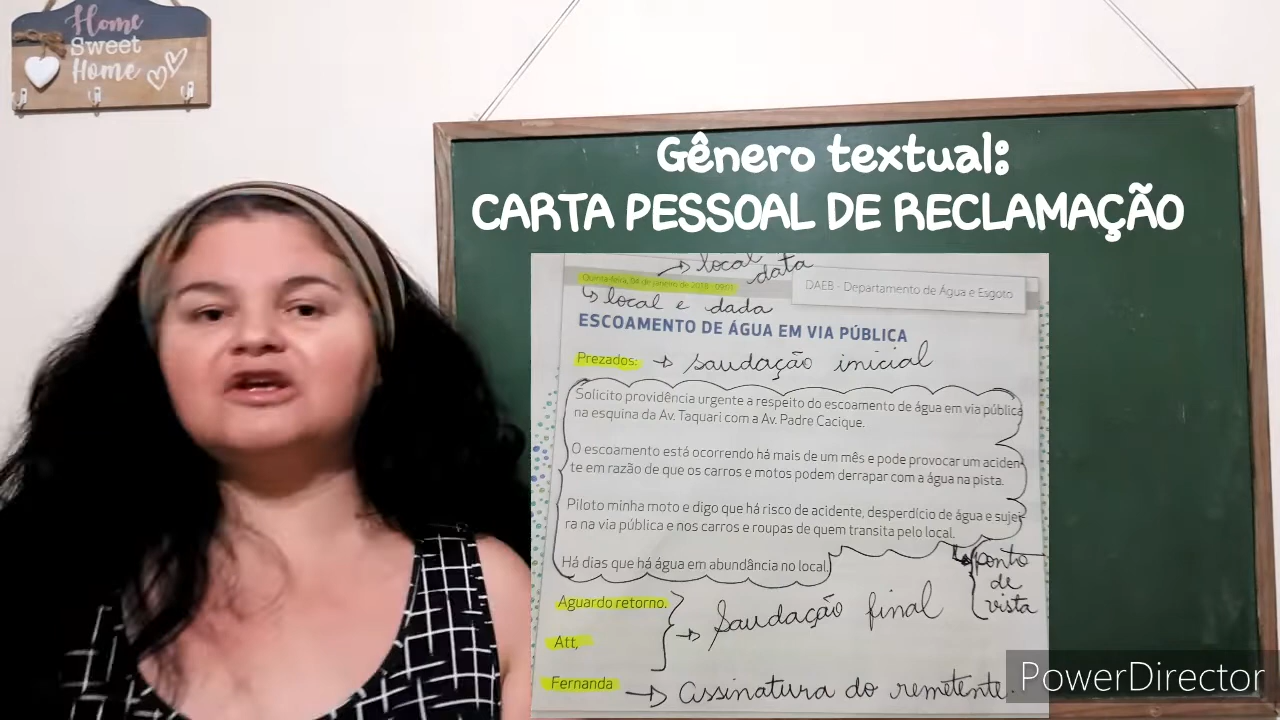 Home
Sweet
Home
Gênero textual:
CARTA PESSOAL DE RECLAMAÇÃO
local
data
DAEB - Departamento de Água e Esgoto
local e dada
ESCOAMENTO DE ÁGUA EM VIA PÚBLICA
Prezados: saudação inicial
Solicito providência urgente a respeito do escoamento de água em via pública
na esquina da Av. Taquari com a Av. Padre Cacique.
O escoamento está ocorrendo há mais de um mês e pode provocar um aciden-
te em razão de que os carros e motos podem derrapar com a água na pista.
Piloto minha moto e digo que há risco de acidente, desperdício de água e sujei-
ra na via pública e nos carros e roupas de quem transita pelo local.
Há dias que há água em abundância no local.
ponto
de
vista
Aguardo retorno.
Saudação final
Att,
Fernanda assinatura do remetente.
PowerDirector